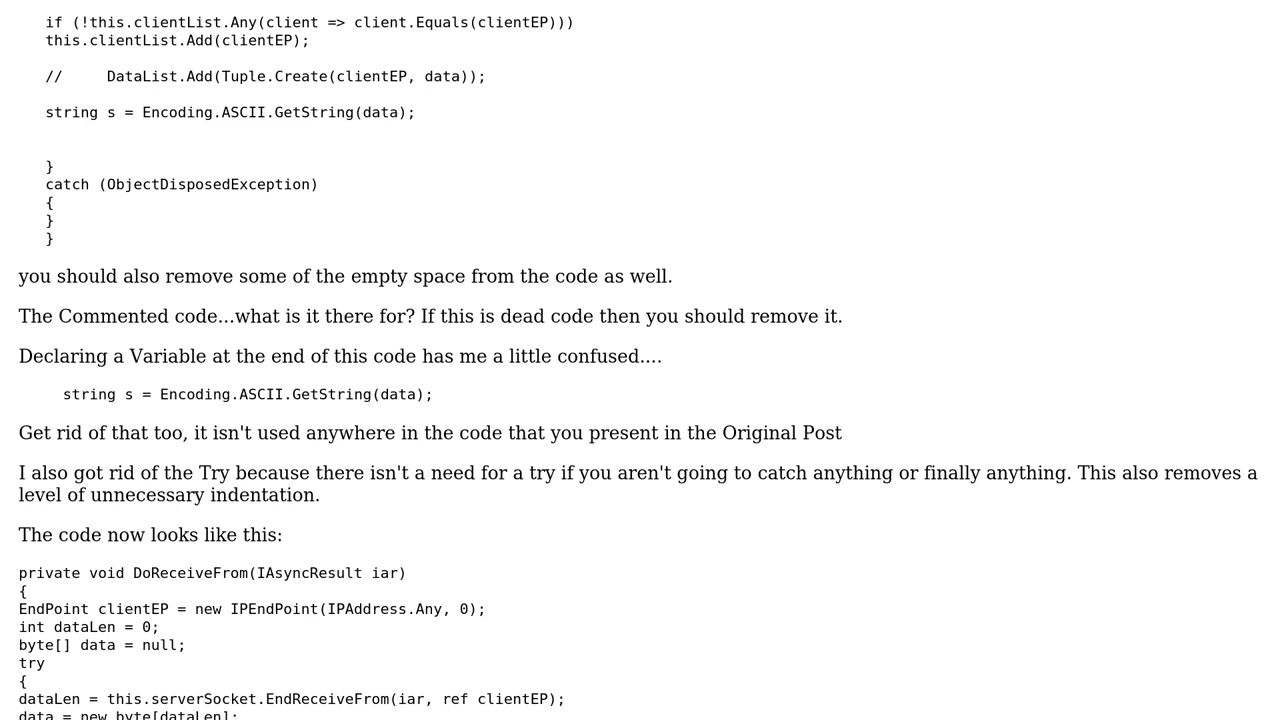 if (!this.clientList.Any(client => client.Equals(clientEP)))
this.clientList.Add(clientEP);
//     DataList.Add(Tuple.Create(clientEP, data));
string s = Encoding.ASCII.GetString(data);
}
catch (ObjectDisposedException)
{
}
}
you should also remove some of the empty space from the code as well.
The Commented code...what is it there for? If this is dead code then you should remove it.
Declaring a Variable at the end of this code has me a little confused....
string s = Encoding.ASCII.GetString(data);
Get rid of that too, it isn't used anywhere in the code that you present in the Original Post
I also got rid of the Try because there isn't a need for a try if you aren't going to catch anything or finally anything. This also removes a
level of unnecessary indentation.
The code now looks like this:
private void DoReceiveFrom(IAsyncResult iar)
{
EndPoint clientEP = new IPEndPoint(IPAddress.Any, 0);
int dataLen = 0;
byte[] data = null;
try
{
dataLen = this.serverSocket.EndReceiveFrom(iar, ref clientEP);
data = new byte[dataLen];